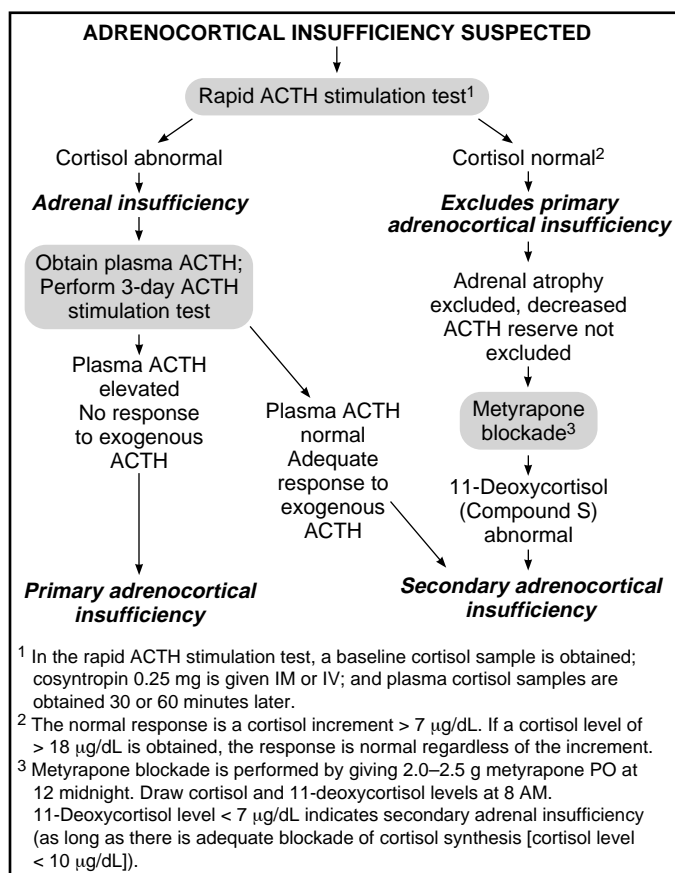 ADRENOCORTICAL INSUFFICIENCY SUSPECTED
Rapid ACTH stimulation test1
Cortisol abnormal
Adrenal insufficiency
Obtain plasma ACTH;
Perform 3-day ACTH
stimulation test
Plasma ACTH
elevated
No response
to exogenous
ACTH
Primary adrenocortical
insufficiency
Plasma ACTH
normal
Adequate
response to
exogenous
ACTH
Cortisol normal2
Excludes primary
adrenocortical insufficiency
Adrenal atrophy
excluded, decreased
ACTH reserve not
excluded
Metyrapone
blockade3
11-Deoxycortisol
(Compound S)
abnormal
Secondary adrenocortical
insufficiency
1 In the rapid ACTH stimulation test, a baseline cortisol sample is obtained;
cosyntropin 0.25 mg is given IM or IV; and plasma cortisol samples are
obtained 30 or 60 minutes later.
2 The normal response is a cortisol increment > 7 μg/dL. If a cortisol level of
> 18 μg/dL is obtained, the response is normal regardless of the increment.
3 Metyrapone blockade is performed by giving 2.0–2.5 g metyrapone PO at
12 midnight. Draw cortisol and 11-deoxycortisol levels at 8 AM.
11-Deoxycortisol level < 7 μg/dL indicates secondary adrenal insufficiency
(as long as there is adequate blockade of cortisol synthesis [cortisol level
< 10 μg/dL]).